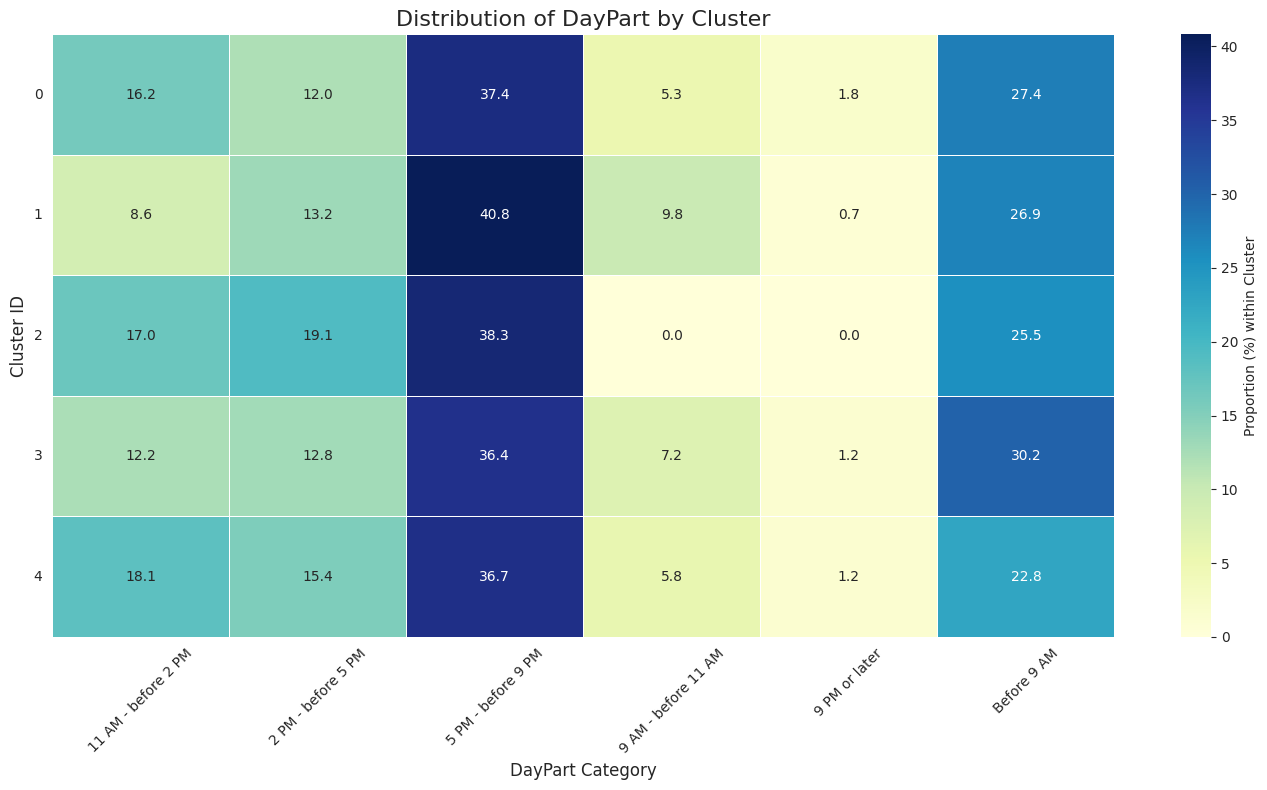 Distribution of DayPart by Cluster
Cluster ID
0 16.2 12.0 37.4 5.3 1.8 27.4
1 8.6 13.2 40.8 9.8 0.7 26.9
2 17.0 19.1 38.3 0.0 0.0 25.5
3 12.2 12.8 36.4 7.2 1.2 30.2
4 18.1 15.4 36.7 5.8 1.2 22.8
11 AM - before 2 PM
2 PM - before 5 PM
5 PM - before 9 PM
9 AM - before 11 AM
9 PM or later
Before 9 AM
DayPart Category
40
35
30
25
20
15
10
5
0
Proportion (%) within Cluster